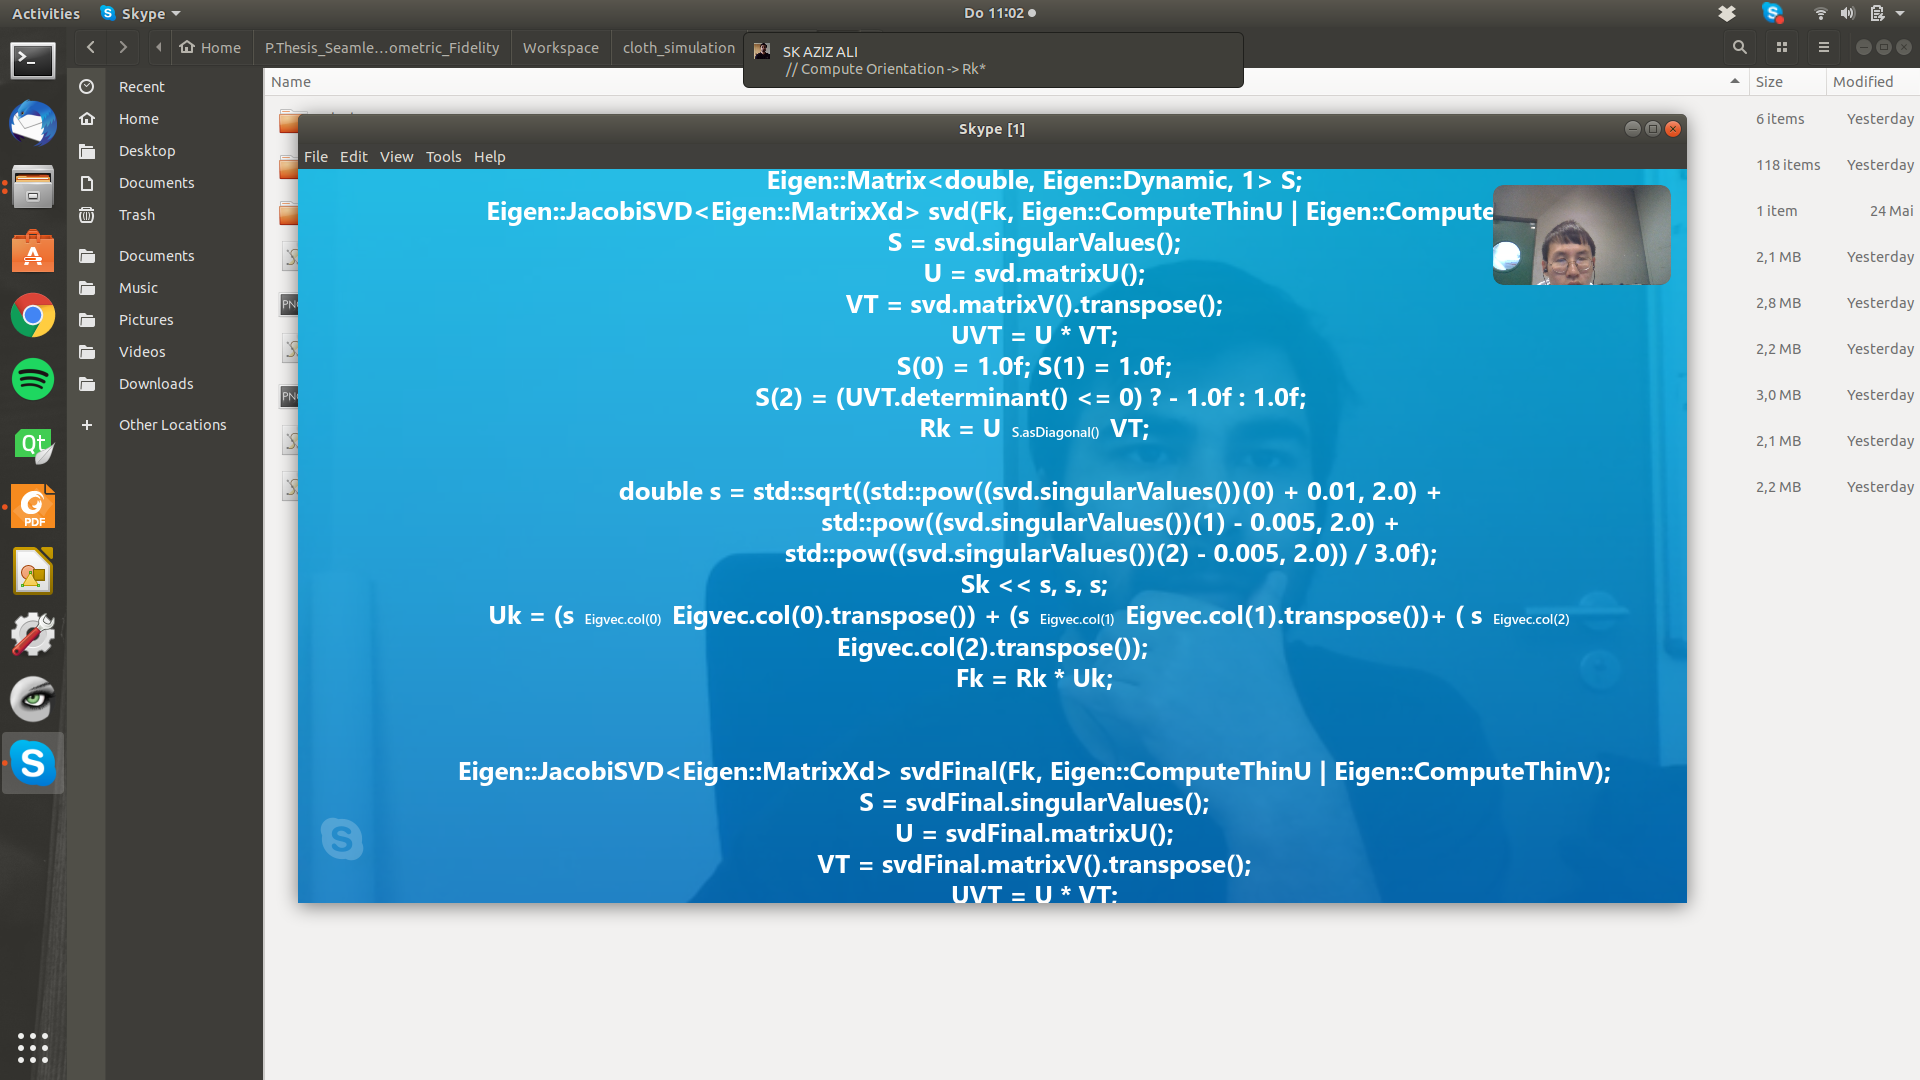 Activities Skype Do 11:02
Home P.Thesis_Seamle...ometric_Fidelity Workspace cloth_simulation
SK AZIZ ALI
// Compute Orientation -> Rk*
Name Size Modified
Recent
Home
Desktop
Documents
Trash
Documents
Music
Pictures
Videos
Downloads
Other Locations
6 items Yesterday
118 items Yesterday
1 item 24 Mai
2,1 MB Yesterday
2,8 MB Yesterday
2,2 MB Yesterday
3,0 MB Yesterday
2,1 MB Yesterday
2,2 MB Yesterday
Skype [1]
File Edit View Tools Help
Eigen::Matrix<double, Eigen::Dynamic, 1> S;
Eigen::JacobiSVD<Eigen::MatrixXd> svd(Fk, Eigen::ComputeThinU | Eigen::Compute
S = svd.singularValues();
U = svd.matrixU();
VT = svd.matrixV().transpose();
UVT = U * VT;
S(0) = 1.0f; S(1) = 1.0f;
S(2) = (UVT.determinant() <= 0) ? - 1.0f : 1.0f;
Rk = U S.asDiagonal() VT;
double s = std::sqrt((std::pow((svd.singularValues())(0) + 0.01, 2.0) +
std::pow((svd.singularValues())(1) - 0.005, 2.0) +
std::pow((svd.singularValues())(2) - 0.005, 2.0)) / 3.0f);
Sk << s, s, s;
Uk = (s Eigvec.col(0) Eigvec.col(0).transpose()) + (s Eigvec.col(1) Eigvec.col(1).transpose())+ ( s Eigvec.col(2)
Eigvec.col(2).transpose());
Fk = Rk * Uk;
Eigen::JacobiSVD<Eigen::MatrixXd> svdFinal(Fk, Eigen::ComputeThinU | Eigen::ComputeThinV);
S = svdFinal.singularValues();
U = svdFinal.matrixU();
VT = svdFinal.matrixV().transpose();
UVT = U * VT;
Qt
PDF